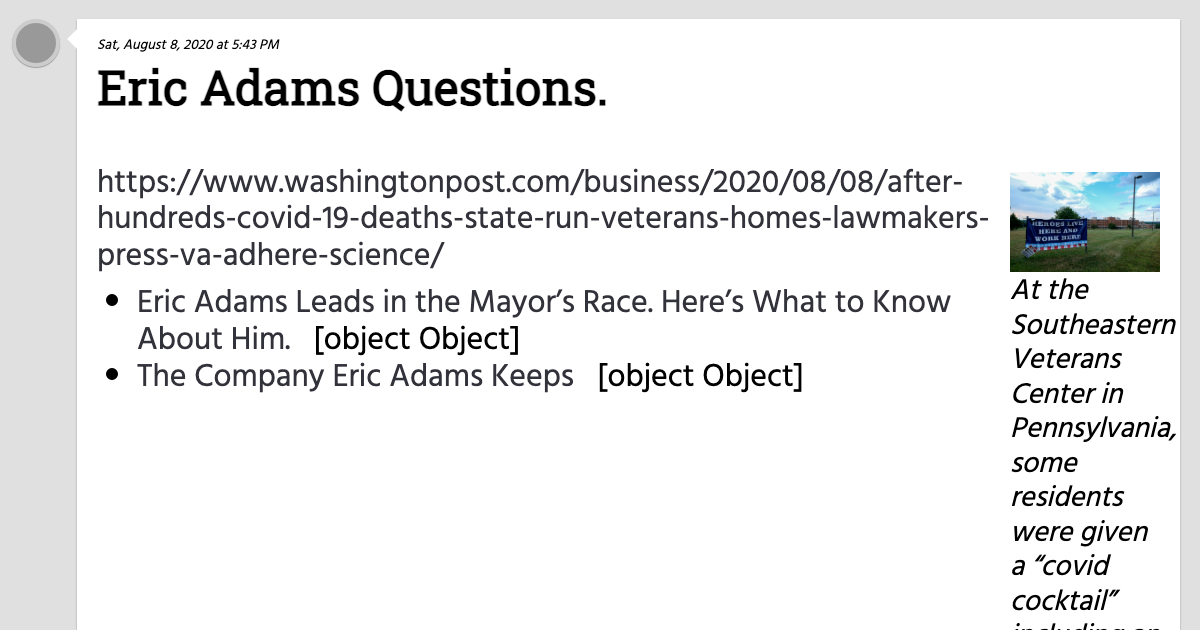 Sat, August 8, 2020 at 5:43 PM
Eric Adams Questions.
https://www.washingtonpost.com/business/2020/08/08/after-
hundreds-covid-19-deaths-state-run-veterans-homes-lawmakers-
press-va-adhere-science/
Eric Adams Leads in the Mayor’s Race. Here’s What to Know
About Him. [object Object]
The Company Eric Adams Keeps [object Object]
HEROES LIVE
HERE AND
WORK HERE
At the
Southeastern
Veterans
Center in
Pennsylvania,
some
residents
were given
a “covid
cocktail”
including an